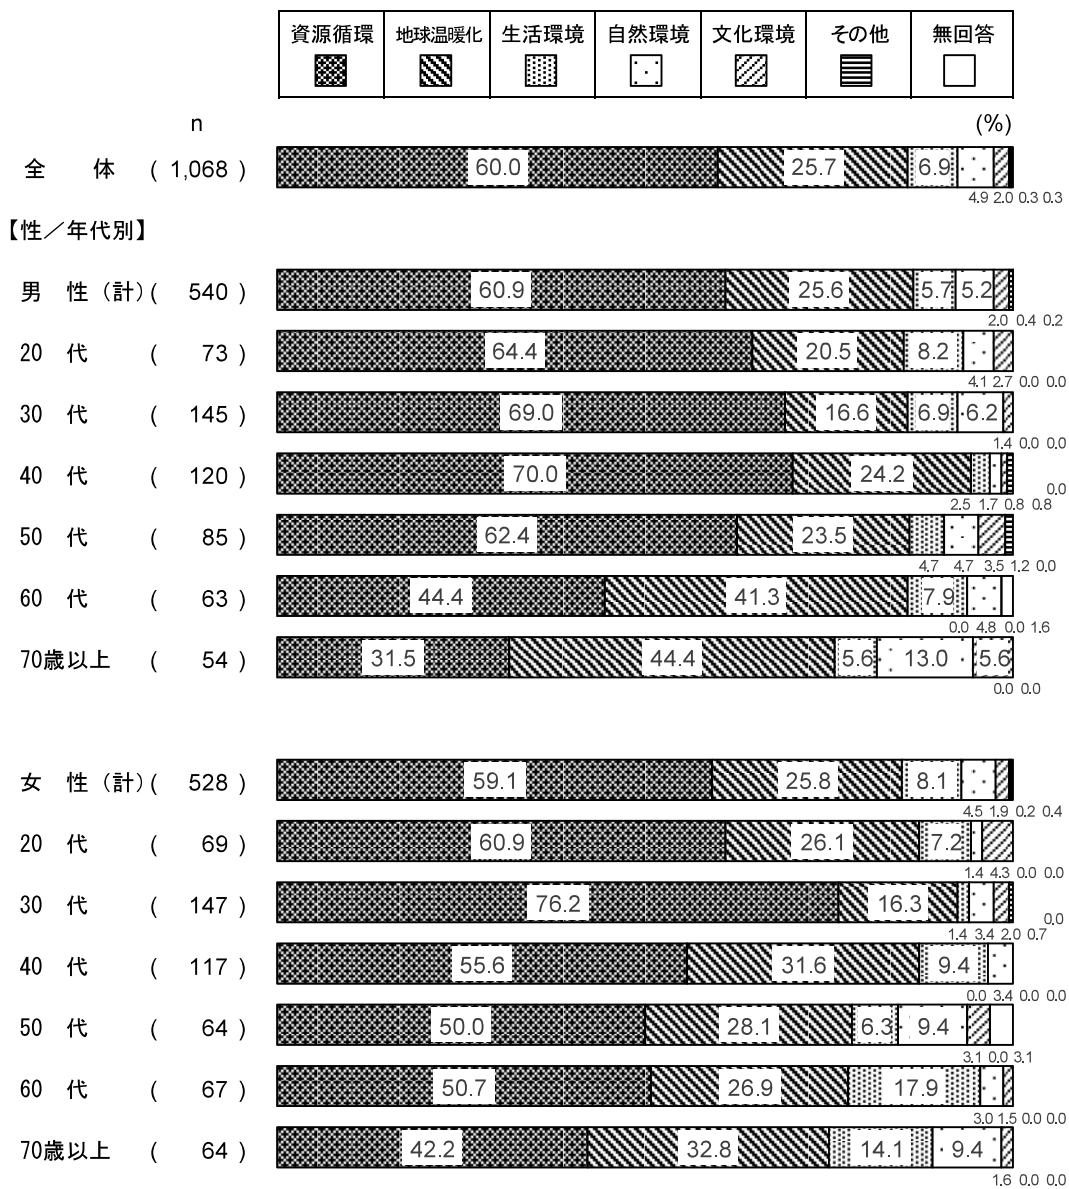 資源循環 地球温暖化 生活環境 自然環境 文化環境 その他 無回答
n (%)
全 体 ( 1,068 ) 60.0 25.7 6.9
4.9 2.0 0.3 0.3
【性／年代別】
男 性（計）( 540 ) 60.9 25.6 5.7 5.2
2.0 0.4 0.2
20 代 ( 73 ) 64.4 20.5 8.2
4.1 2.7 0.0 0.0
30 代 ( 145 ) 69.0 16.6 6.9 6.2
1.4 0.0 0.0
40 代 ( 120 ) 70.0 24.2
0.0
2.5 1.7 0.8 0.8
50 代 ( 85 ) 62.4 23.5
4.7 4.7 3.5 1.2 0.0
60 代 ( 63 ) 44.4 41.3 7.9
0.0 4.8 0.0 1.6
70歳以上 ( 54 ) 31.5 44.4 5.6 13.0 5.6
0.0 0.0
女 性（計）( 528 ) 59.1 25.8 8.1
4.5 1.9 0.2 0.4
20 代 ( 69 ) 60.9 26.1 7.2
1.4 4.3 0.0 0.0
30 代 ( 147 ) 76.2 16.3
0.0
1.4 3.4 2.0 0.7
40 代 ( 117 ) 55.6 31.6 9.4
0.0 3.4 0.0 0.0
50 代 ( 64 ) 50.0 28.1 6.3 9.4
3.1 0.0 3.1
60 代 ( 67 ) 50.7 26.9 17.9
3.0 1.5 0.0 0.0
70歳以上 ( 64 ) 42.2 32.8 14.1 9.4
1.6 0.0 0.0